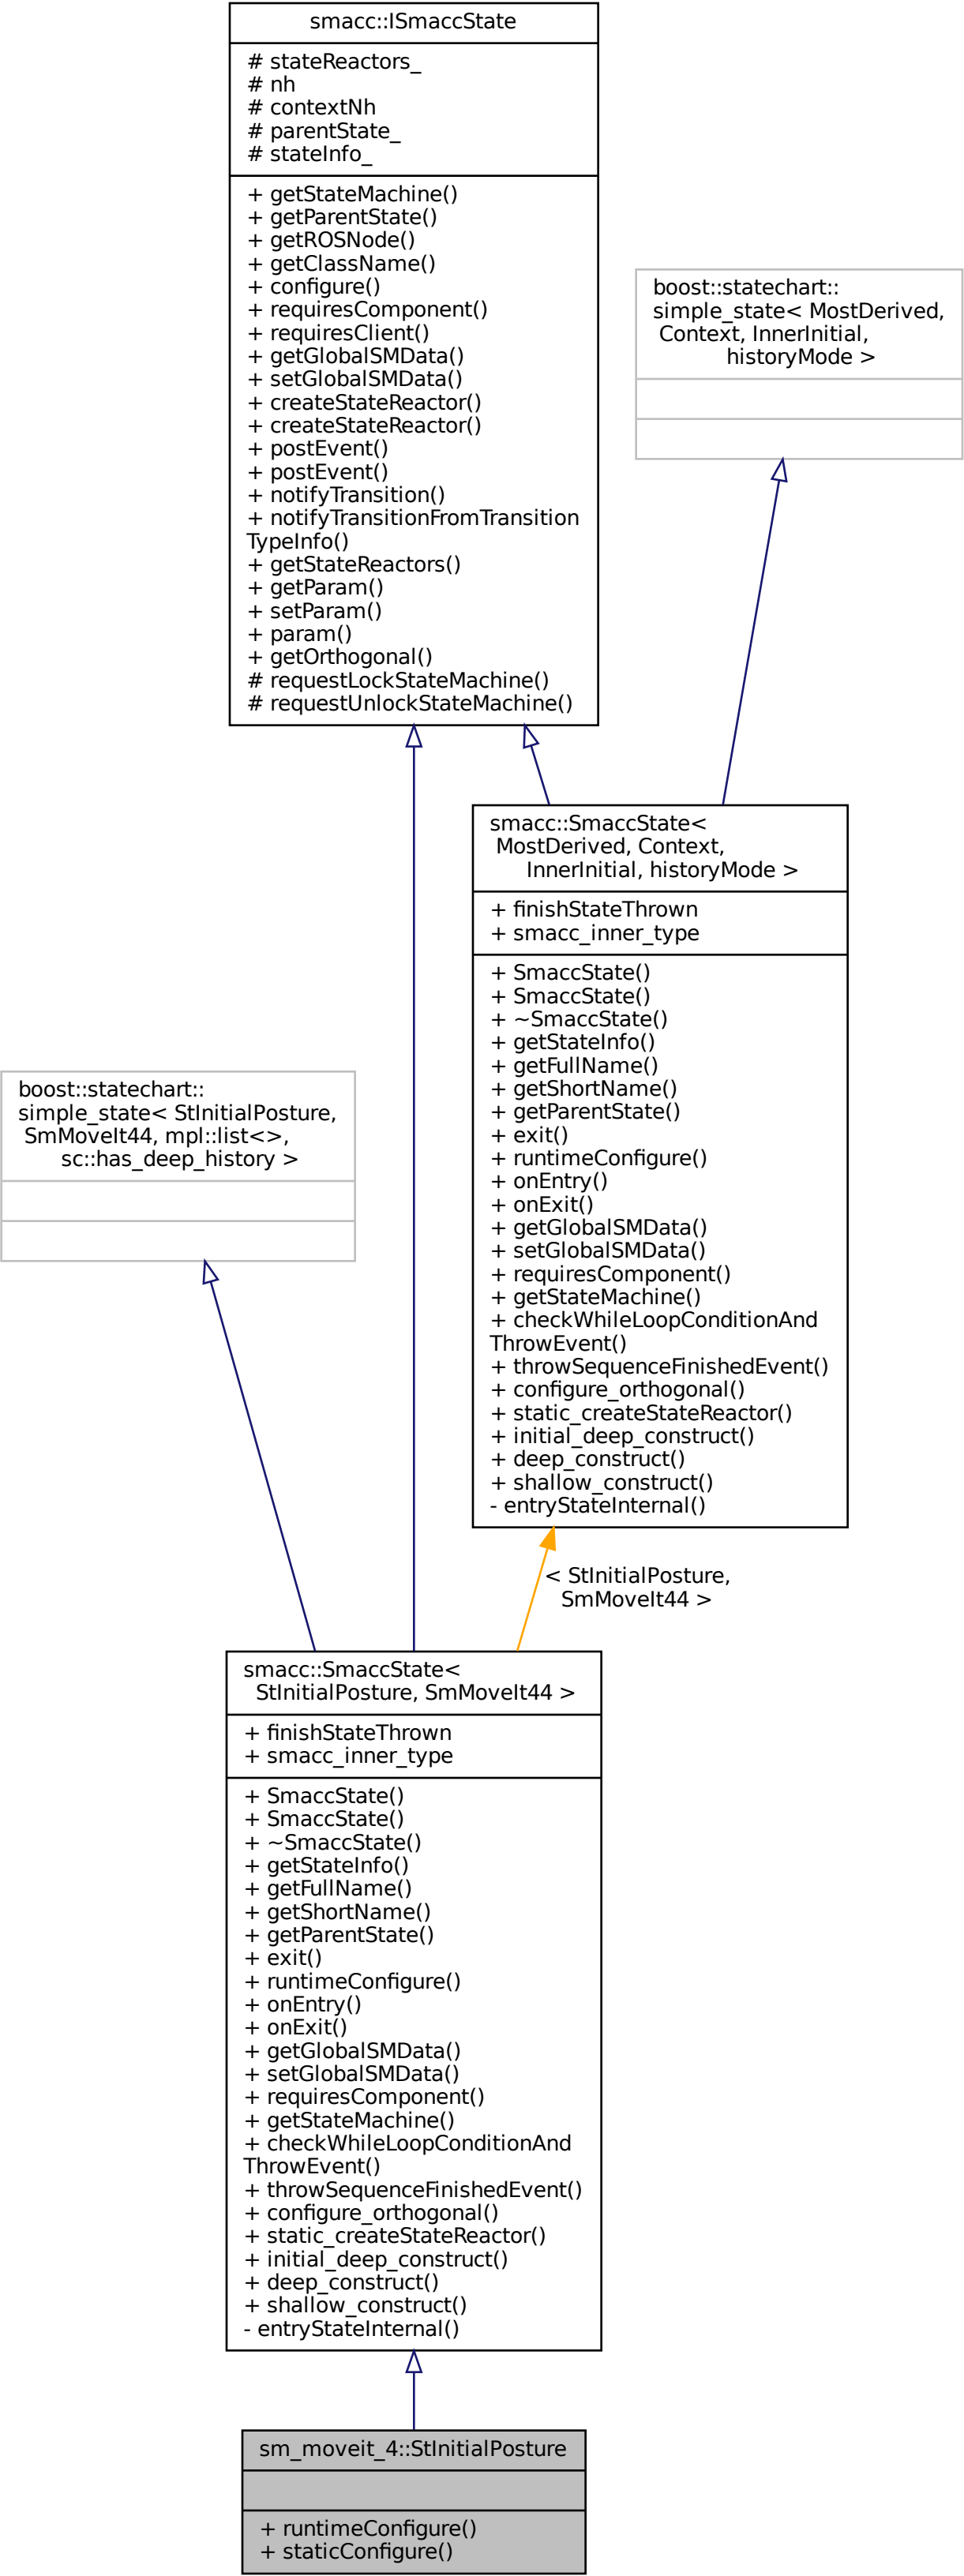 smacc::ISmaccState
# stateReactors_
# nh
# contextNh
# parentState_
# stateInfo_
+ getStateMachine()
+ getParentState()
+ getROSNode()
+ getClassName()
+ configure()
+ requiresComponent()
+ requiresClient()
+ getGlobalSMData()
+ setGlobalSMData()
+ createStateReactor()
+ createStateReactor()
+ postEvent()
+ postEvent()
+ notifyTransition()
+ notifyTransitionFromTransition
TypeInfo()
+ getStateReactors()
+ getParam()
+ setParam()
+ param()
+ getOrthogonal()
# requestLockStateMachine()
# requestUnlockStateMachine()
boost::statechart::
simple_state< MostDerived,
Context, InnerInitial,
historyMode >
smacc::SmaccState<
MostDerived, Context,
InnerInitial, historyMode >
+ finishStateThrown
+ smacc_inner_type
+ SmaccState()
+ SmaccState()
+ ~SmaccState()
+ getStateInfo()
+ getFullName()
+ getShortName()
+ getParentState()
+ exit()
+ runtimeConfigure()
+ onEntry()
+ onExit()
+ getGlobalSMData()
+ setGlobalSMData()
+ requiresComponent()
+ getStateMachine()
+ checkWhileLoopConditionAnd
ThrowEvent()
+ throwSequenceFinishedEvent()
+ configure_orthogonal()
+ static_createStateReactor()
+ initial_deep_construct()
+ deep_construct()
+ shallow_construct()
- entryStateInternal()
boost::statechart::
simple_state< StInitialPosture,
SmMoveIt44, mpl::list<>,
sc::has_deep_history >
< StInitialPosture,
SmMoveIt44 >
smacc::SmaccState<
StInitialPosture, SmMoveIt44 >
+ finishStateThrown
+ smacc_inner_type
+ SmaccState()
+ SmaccState()
+ ~SmaccState()
+ getStateInfo()
+ getFullName()
+ getShortName()
+ getParentState()
+ exit()
+ runtimeConfigure()
+ onEntry()
+ onExit()
+ getGlobalSMData()
+ setGlobalSMData()
+ requiresComponent()
+ getStateMachine()
+ checkWhileLoopConditionAnd
ThrowEvent()
+ throwSequenceFinishedEvent()
+ configure_orthogonal()
+ static_createStateReactor()
+ initial_deep_construct()
+ deep_construct()
+ shallow_construct()
- entryStateInternal()
sm_moveit_4::StInitialPosture
+ runtimeConfigure()
+ staticConfigure()